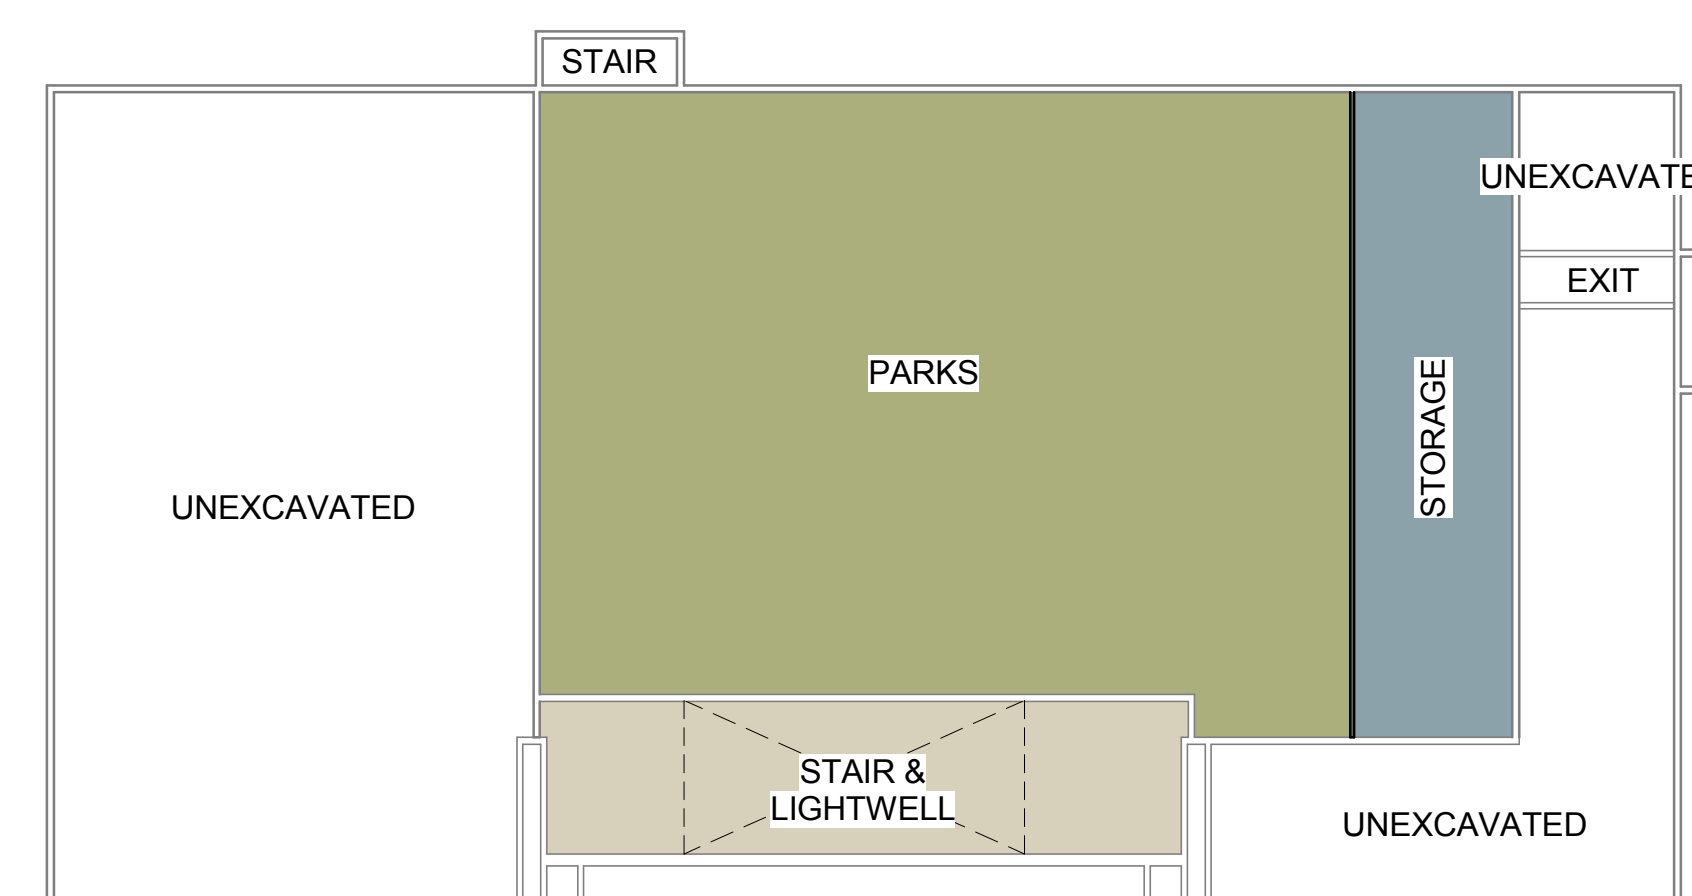 STAIR
UNEXCAVATE
EXIT
PARKS
STORAGE
UNEXCAVATED
STAIR &
LIGHTWELL
UNEXCAVATED